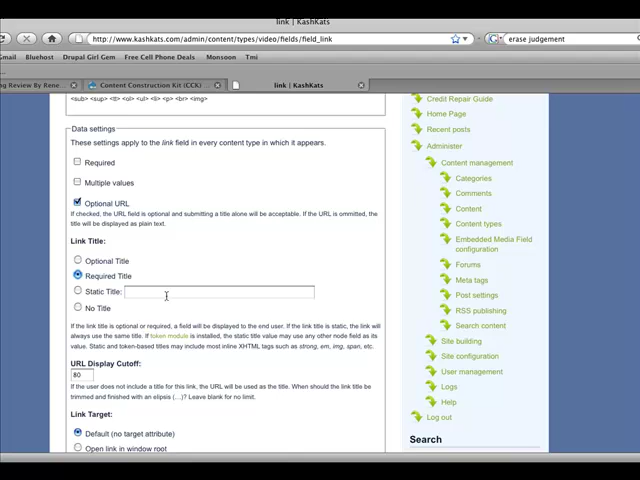 link | KashKats
http://www.kashkats.com/admin/content/types/video/fields/field_link
erase judgement
Gmail Bluehost Drupal Girl Gem Free Cell Phone Deals Moonsoon Tmi
ng Review By Rene... Content Construction Kit (CCK) ... link | KashKats
<sub> <sup> <tt> <ol> <ul> <li> <p> <br> <img>
Data settings
These settings apply to the link field in every content type in which it appears.
Required
Multiple values
Optional URL
If checked, the URL field is optional and submitting a title alone will be acceptable. If the URL is ommitted, the
title will be displayed as plain text.
Link Title:
Optional Title
Required Title
Static Title:
No Title
If the link title is optional or required, a field will be displayed to the end user. If the link title is static, the link will
always use the same title. If token module is installed, the static title value may use any other node field as its
value. Static and token-based titles may include most inline XHTML tags such as strong, em, img, span, etc.
URL Display Cutoff:
80
If the user does not include a title for this link, the URL will be used as the title. When should the link title be
trimmed and finished with an elipsis (...)? Leave blank for no limit.
Link Target:
Default (no target attribute)
Open link in window root
Credit Repair Guide
Home Page
Recent posts
Administer
Content management
Categories
Comments
Content
Content types
Embedded Media Field
configuration
Forums
Meta tags
Post settings
RSS publishing
Search content
Site building
Site configuration
User management
Logs
Help
Log out
Search